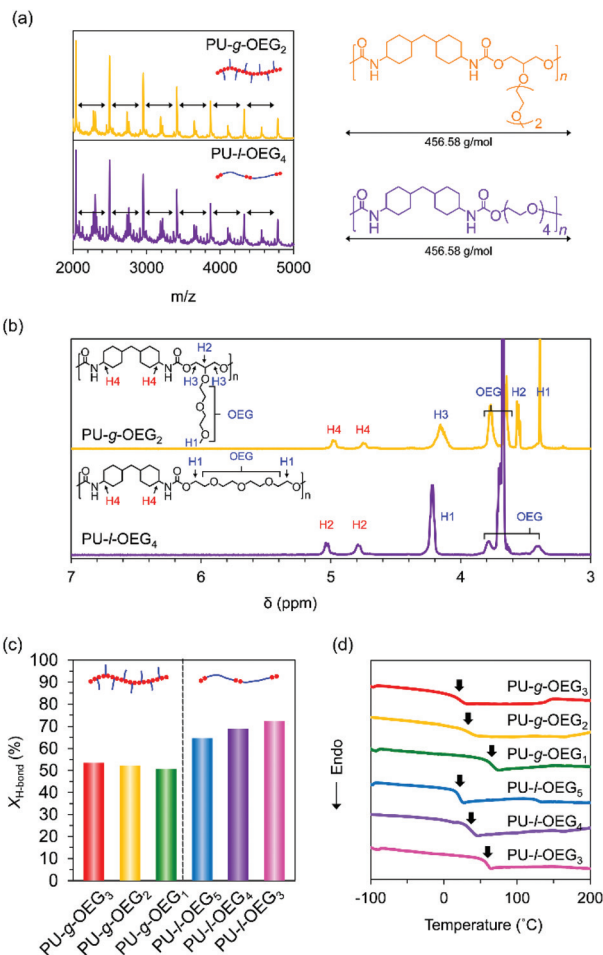 (a)
PU-g-OEG2
PU-l-OEG4
2000 3000 4000 5000
m/z
O
N
H
N
H
O
O
O
O
O
2
n
456.58 g/mol
O
N
H
N
H
O
O
O
4
n
456.58 g/mol
(b)
O
N
H
N
H
O
O
O
n
H2
H4 H4 H3 H3
O
O
O
OEG
H1
PU-g-OEG2
H4 H4 H3 OEG H2 H1
O
N
H
N
H
O
O
O
O
O
O
n
H1 OEG H1
H4 H4
PU-l-OEG4
H2 H2 H1 OEG
7 6 5 4 3
δ (ppm)
(c)
XH-bond (%)
100
90
80
70
60
50
40
30
20
10
0
PU-g-OEG3
PU-g-OEG2
PU-g-OEG1
PU-l-OEG5
PU-l-OEG4
PU-l-OEG3
(d)
Endo
PU-g-OEG3
PU-g-OEG2
PU-g-OEG1
PU-l-OEG5
PU-l-OEG4
PU-l-OEG3
-100 0 100 200
Temperature (˚C)